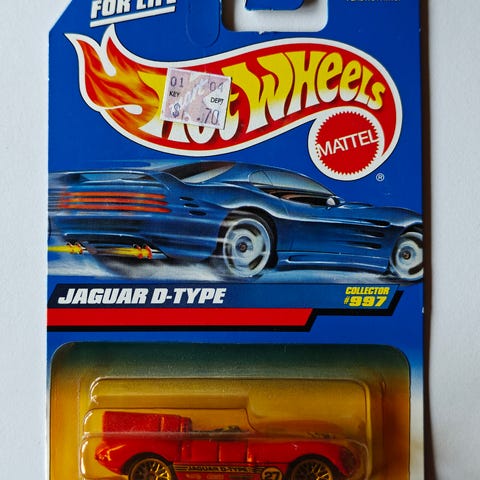 FOR LIFE
Hot Wheels
01 04
KEY DEPT
.70
MATTEL
®
JAGUAR D-TYPE
COLLECTOR
#997
JAGUAR D-TYPE
27